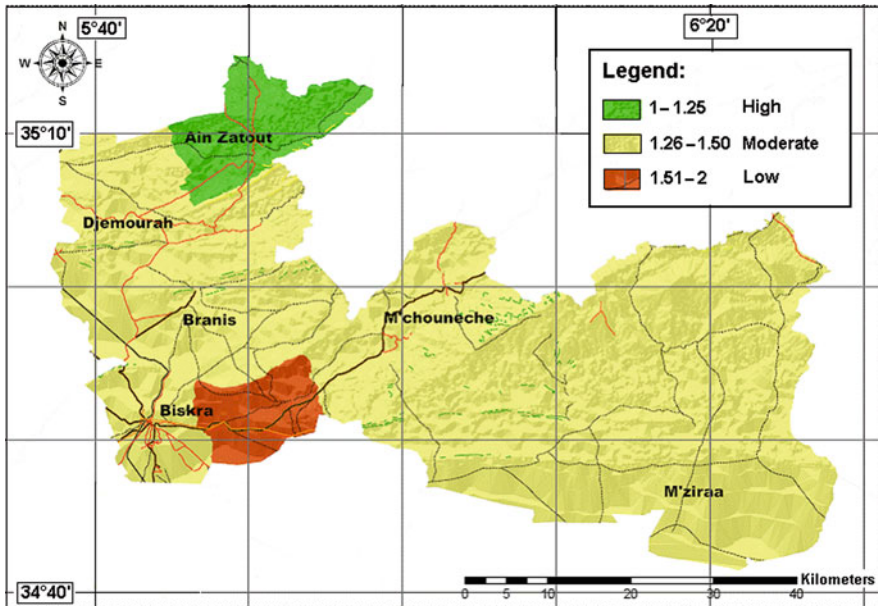 5°40'
6°20'
N
W E
S
Legend:
1–1.25 High
1.26–1.50 Moderate
1.51–2 Low
35°10'
Ain Zatout
Djemourah
Branis
M'chouneche
Biskra
M'ziraa
34°40'
Kilometers
0 5 10 20 30 40